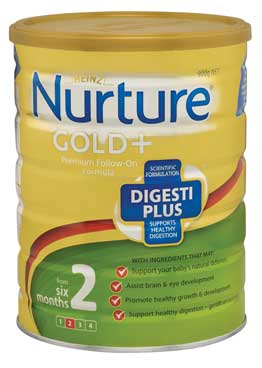 HEINZ
900g NET
Nurture®
GOLD+
Premium Follow-On
Formula
SCIENTIFIC
FORMULATION
DIGESTI
PLUS
SUPPORTS
HEALTHY
DIGESTION
WITH INGREDIENTS THAT MAY:
Support your baby's natural
Assist brain & eye development
Promote healthy growth & development
Support healthy digestion –
from
six
months
2
1 2 3 4